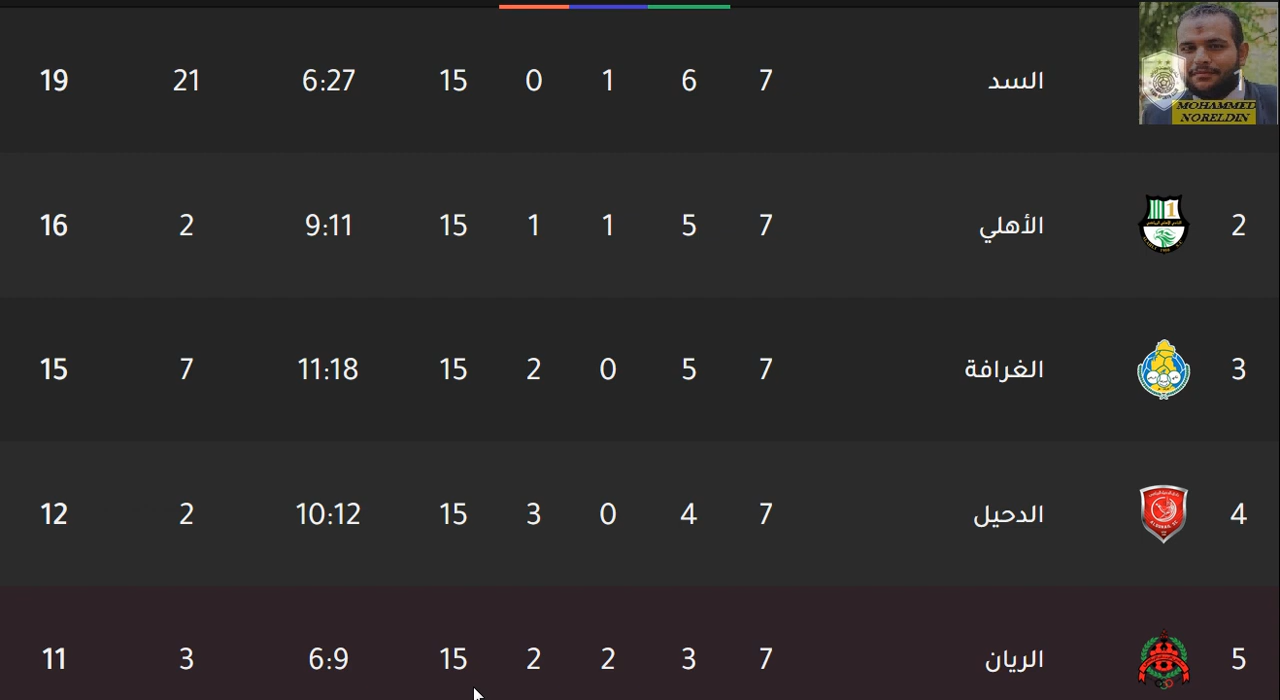 1 السد 7 6 1 0 15 6:27 21 19
MOHAMMED
NORELDIN
2 الأهلي 7 5 1 1 15 9:11 2 16
3 الغرافة 7 5 0 2 15 11:18 7 15
4 الدحيل 7 4 0 3 15 10:12 2 12
5 الريان 7 3 2 2 15 6:9 3 11